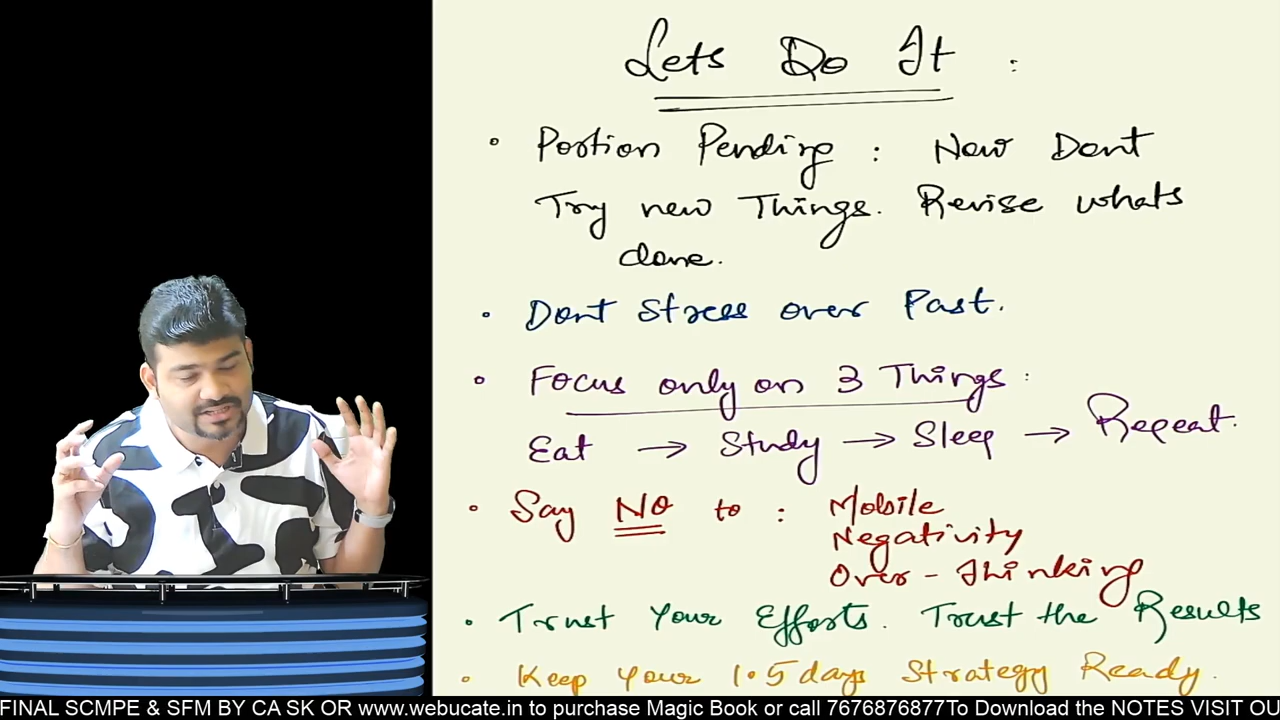 Lets Do It :
• Portion Pending : Now Dont
Try new Things. Revise whats
done.
• Dont Stress over Past.
• Focus only on 3 Things :
Eat → Study → Sleep → Repeat.
• Say NO to : Mobile
Negativity
Over - Thinking
• Trust Your Efforts. Trust the Results
• Keep Your 1.5 days Strategy Ready.
FINAL SCMPE & SFM BY CA SK OR www.webucate.in to purchase Magic Book or call 7676876877To Download the NOTES VISIT OU